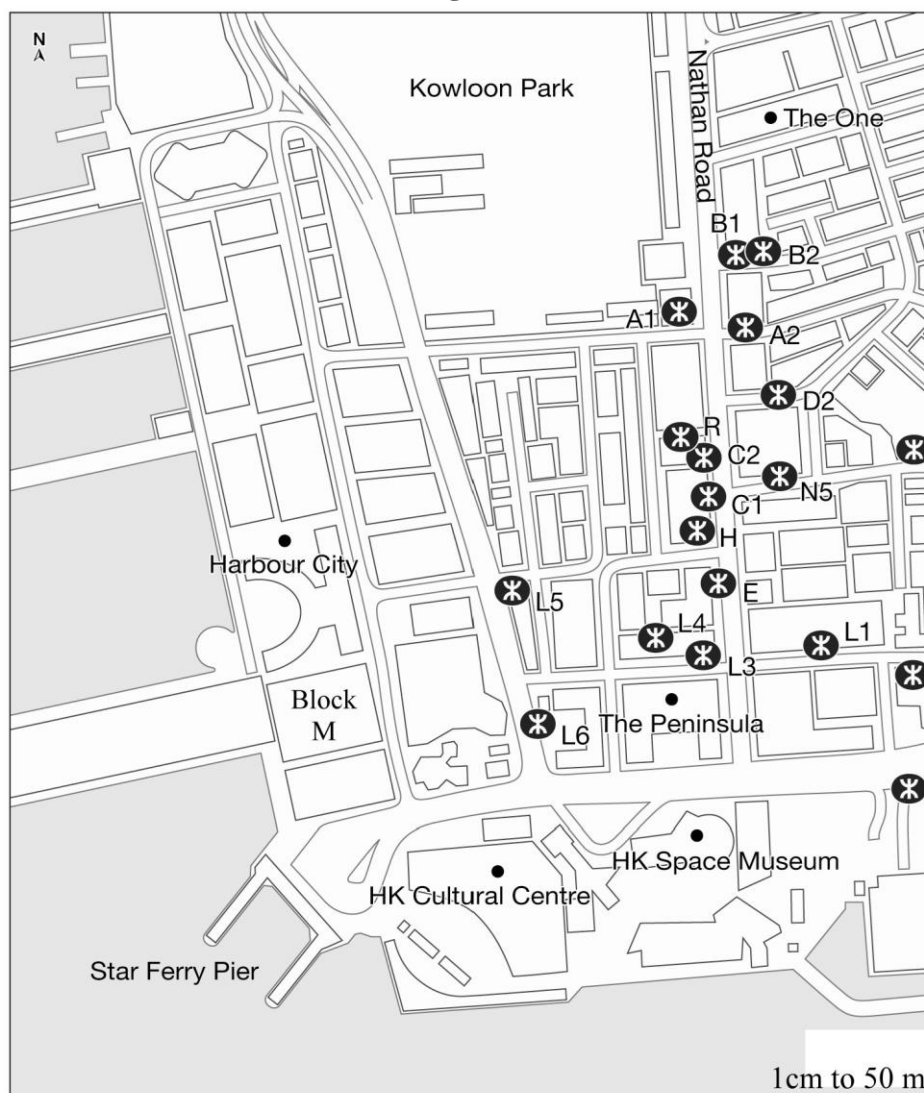 N
Kowloon Park
Nathan Road
The One
B1
B2
A1
A2
D2
R
C2
N5
C1
Harbour City
H
E
L5
L4
L1
L3
Block
M
The Peninsula
L6
HK Space Museum
HK Cultural Centre
Star Ferry Pier
1cm to 50 m